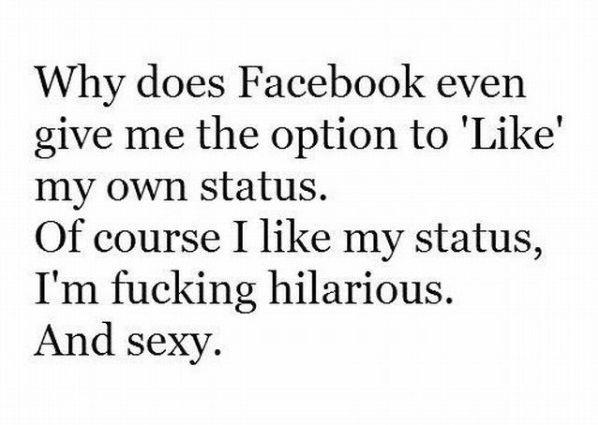 Why does Facebook even
give me the option to 'Like'
my own status.
Of course I like my status,
I'm fucking hilarious.
And sexy.